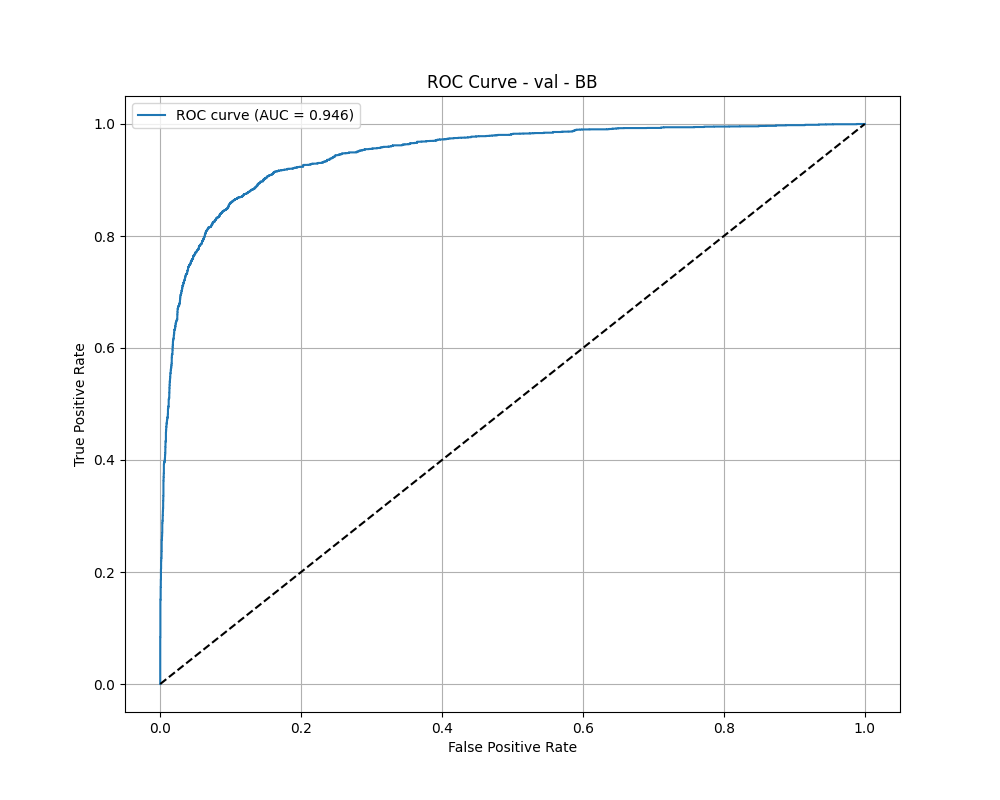 ROC Curve - val - BB
ROC curve (AUC = 0.946)
True Positive Rate
1.0
0.8
0.6
0.4
0.2
0.0
0.0 0.2 0.4 0.6 0.8 1.0
False Positive Rate